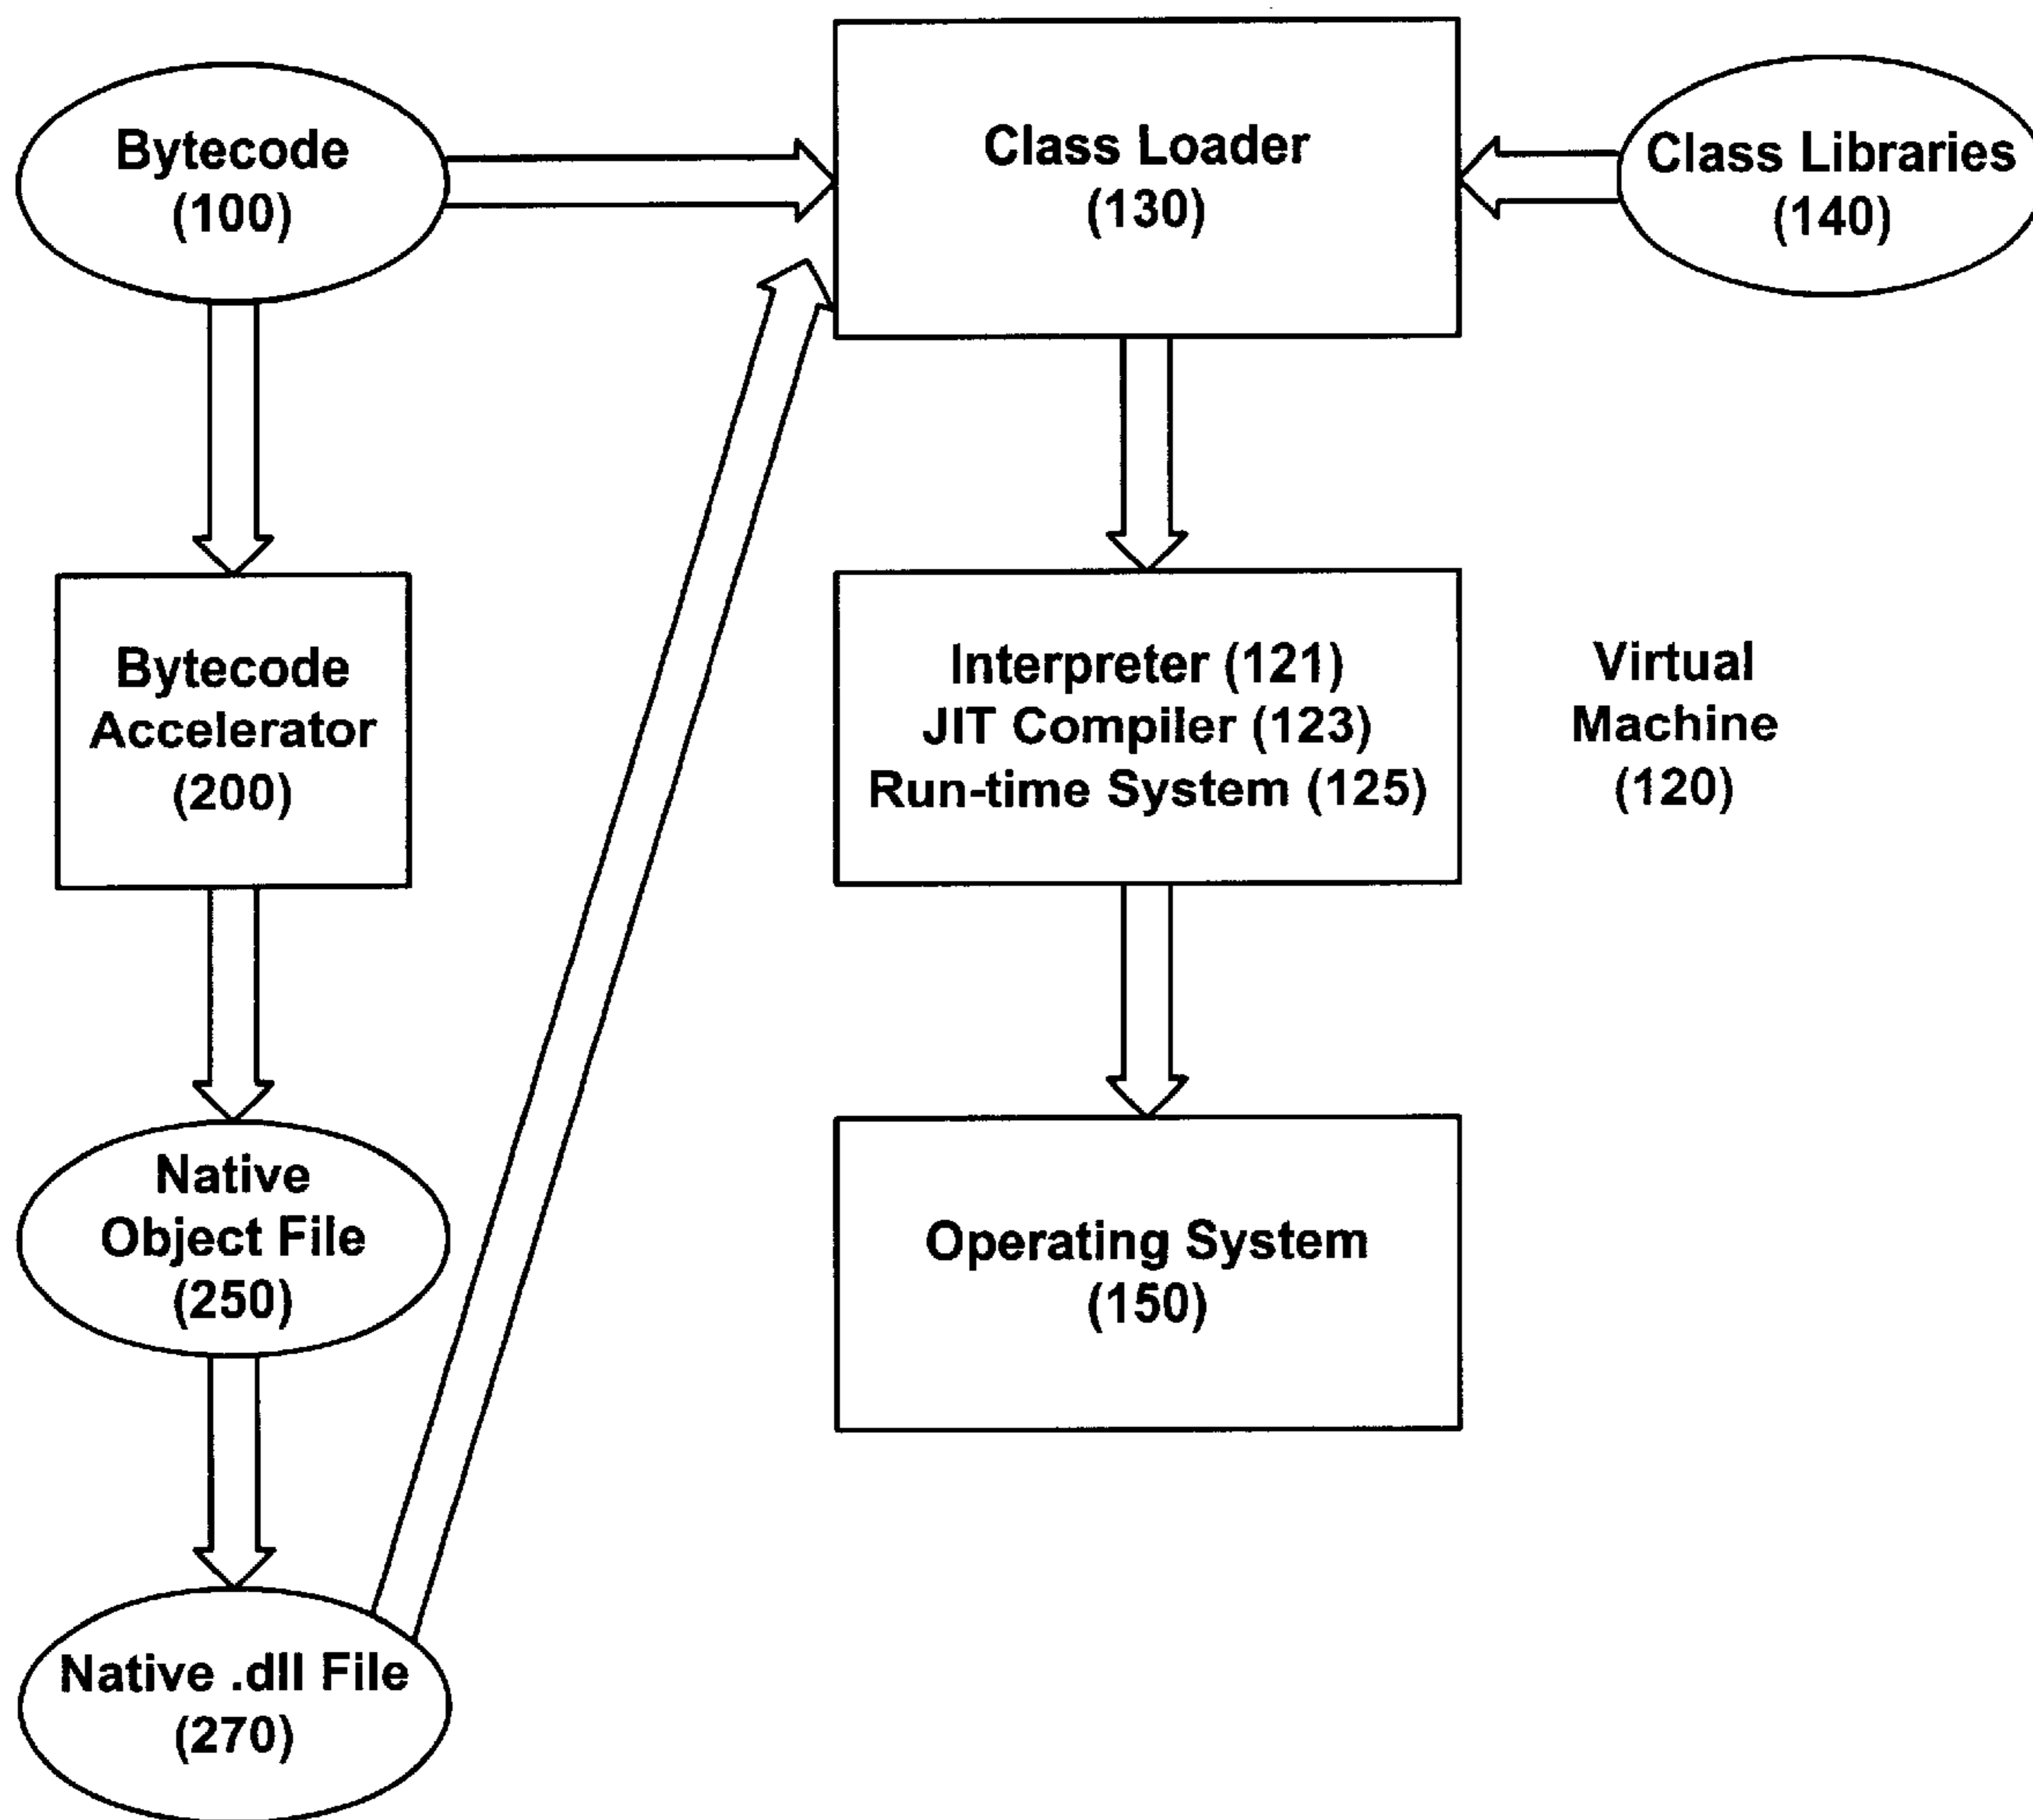 Bytecode
(100)
Class Loader
(130)
Class Libraries
(140)
Bytecode
Accelerator
(200)
Interpreter (121)
JIT Compiler (123)
Run-time System (125)
Virtual
Machine
(120)
Native
Object File
(250)
Operating System
(150)
Native .dll File
(270)